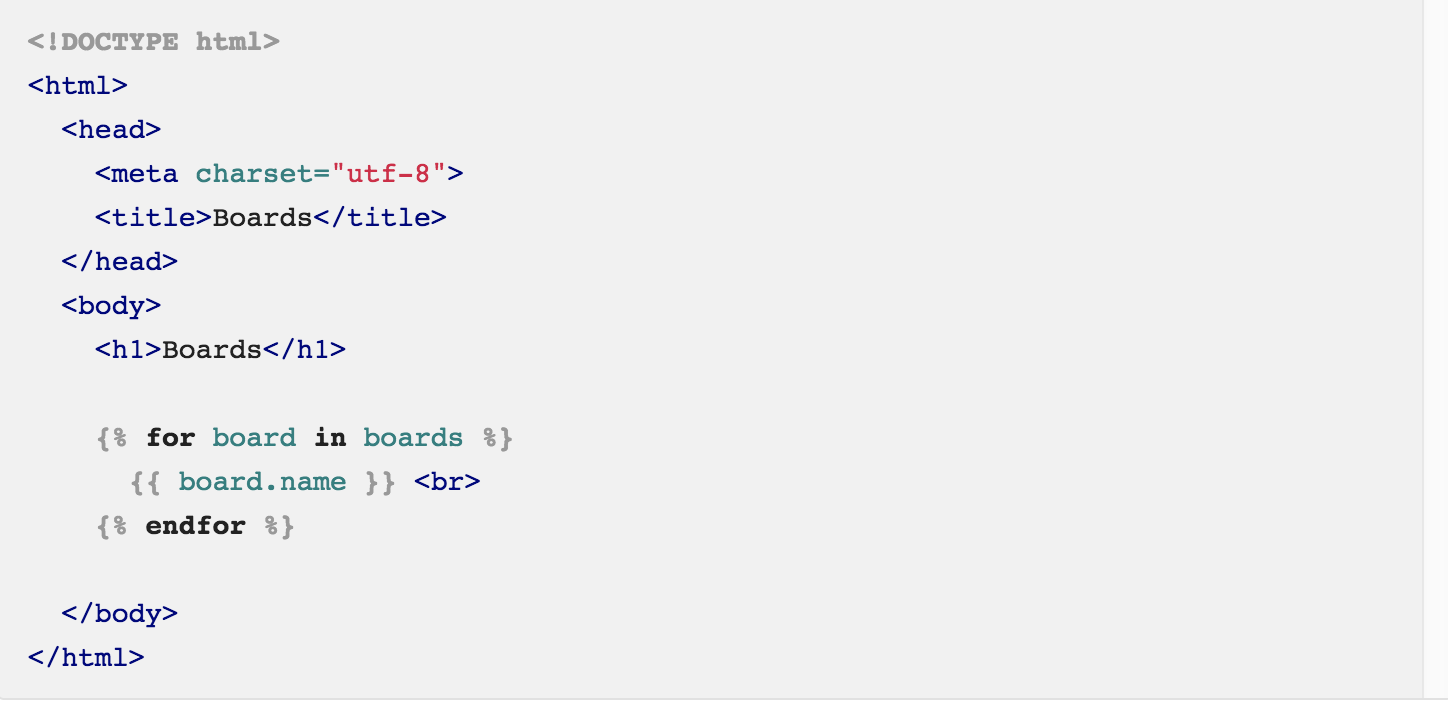 <!DOCTYPE html>
<html>
  <head>
    <meta charset="utf-8">
    <title>Boards</title>
  </head>
  <body>
    <h1>Boards</h1>

    {% for board in boards %}
      {{ board.name }} <br>
    {% endfor %}

  </body>
</html>